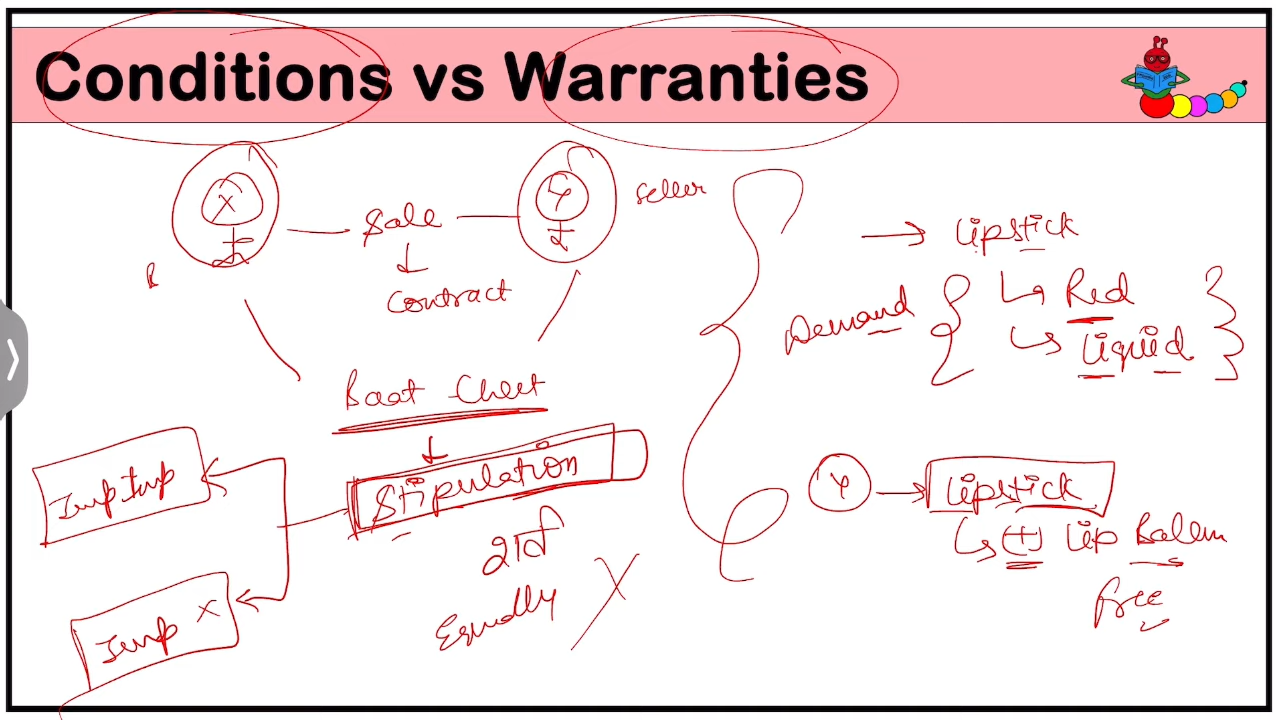 Conditions vs Warranties
X
Y
Seller
Sale
B
Contract
Baat Cheet
Stipulation
शर्त
Equally X
Imp Imp
Imp X
→ Lipstick
Demand
↳ Red
↳ Liquid
Y → Lipstick
↳ (+) Lip Balem
free